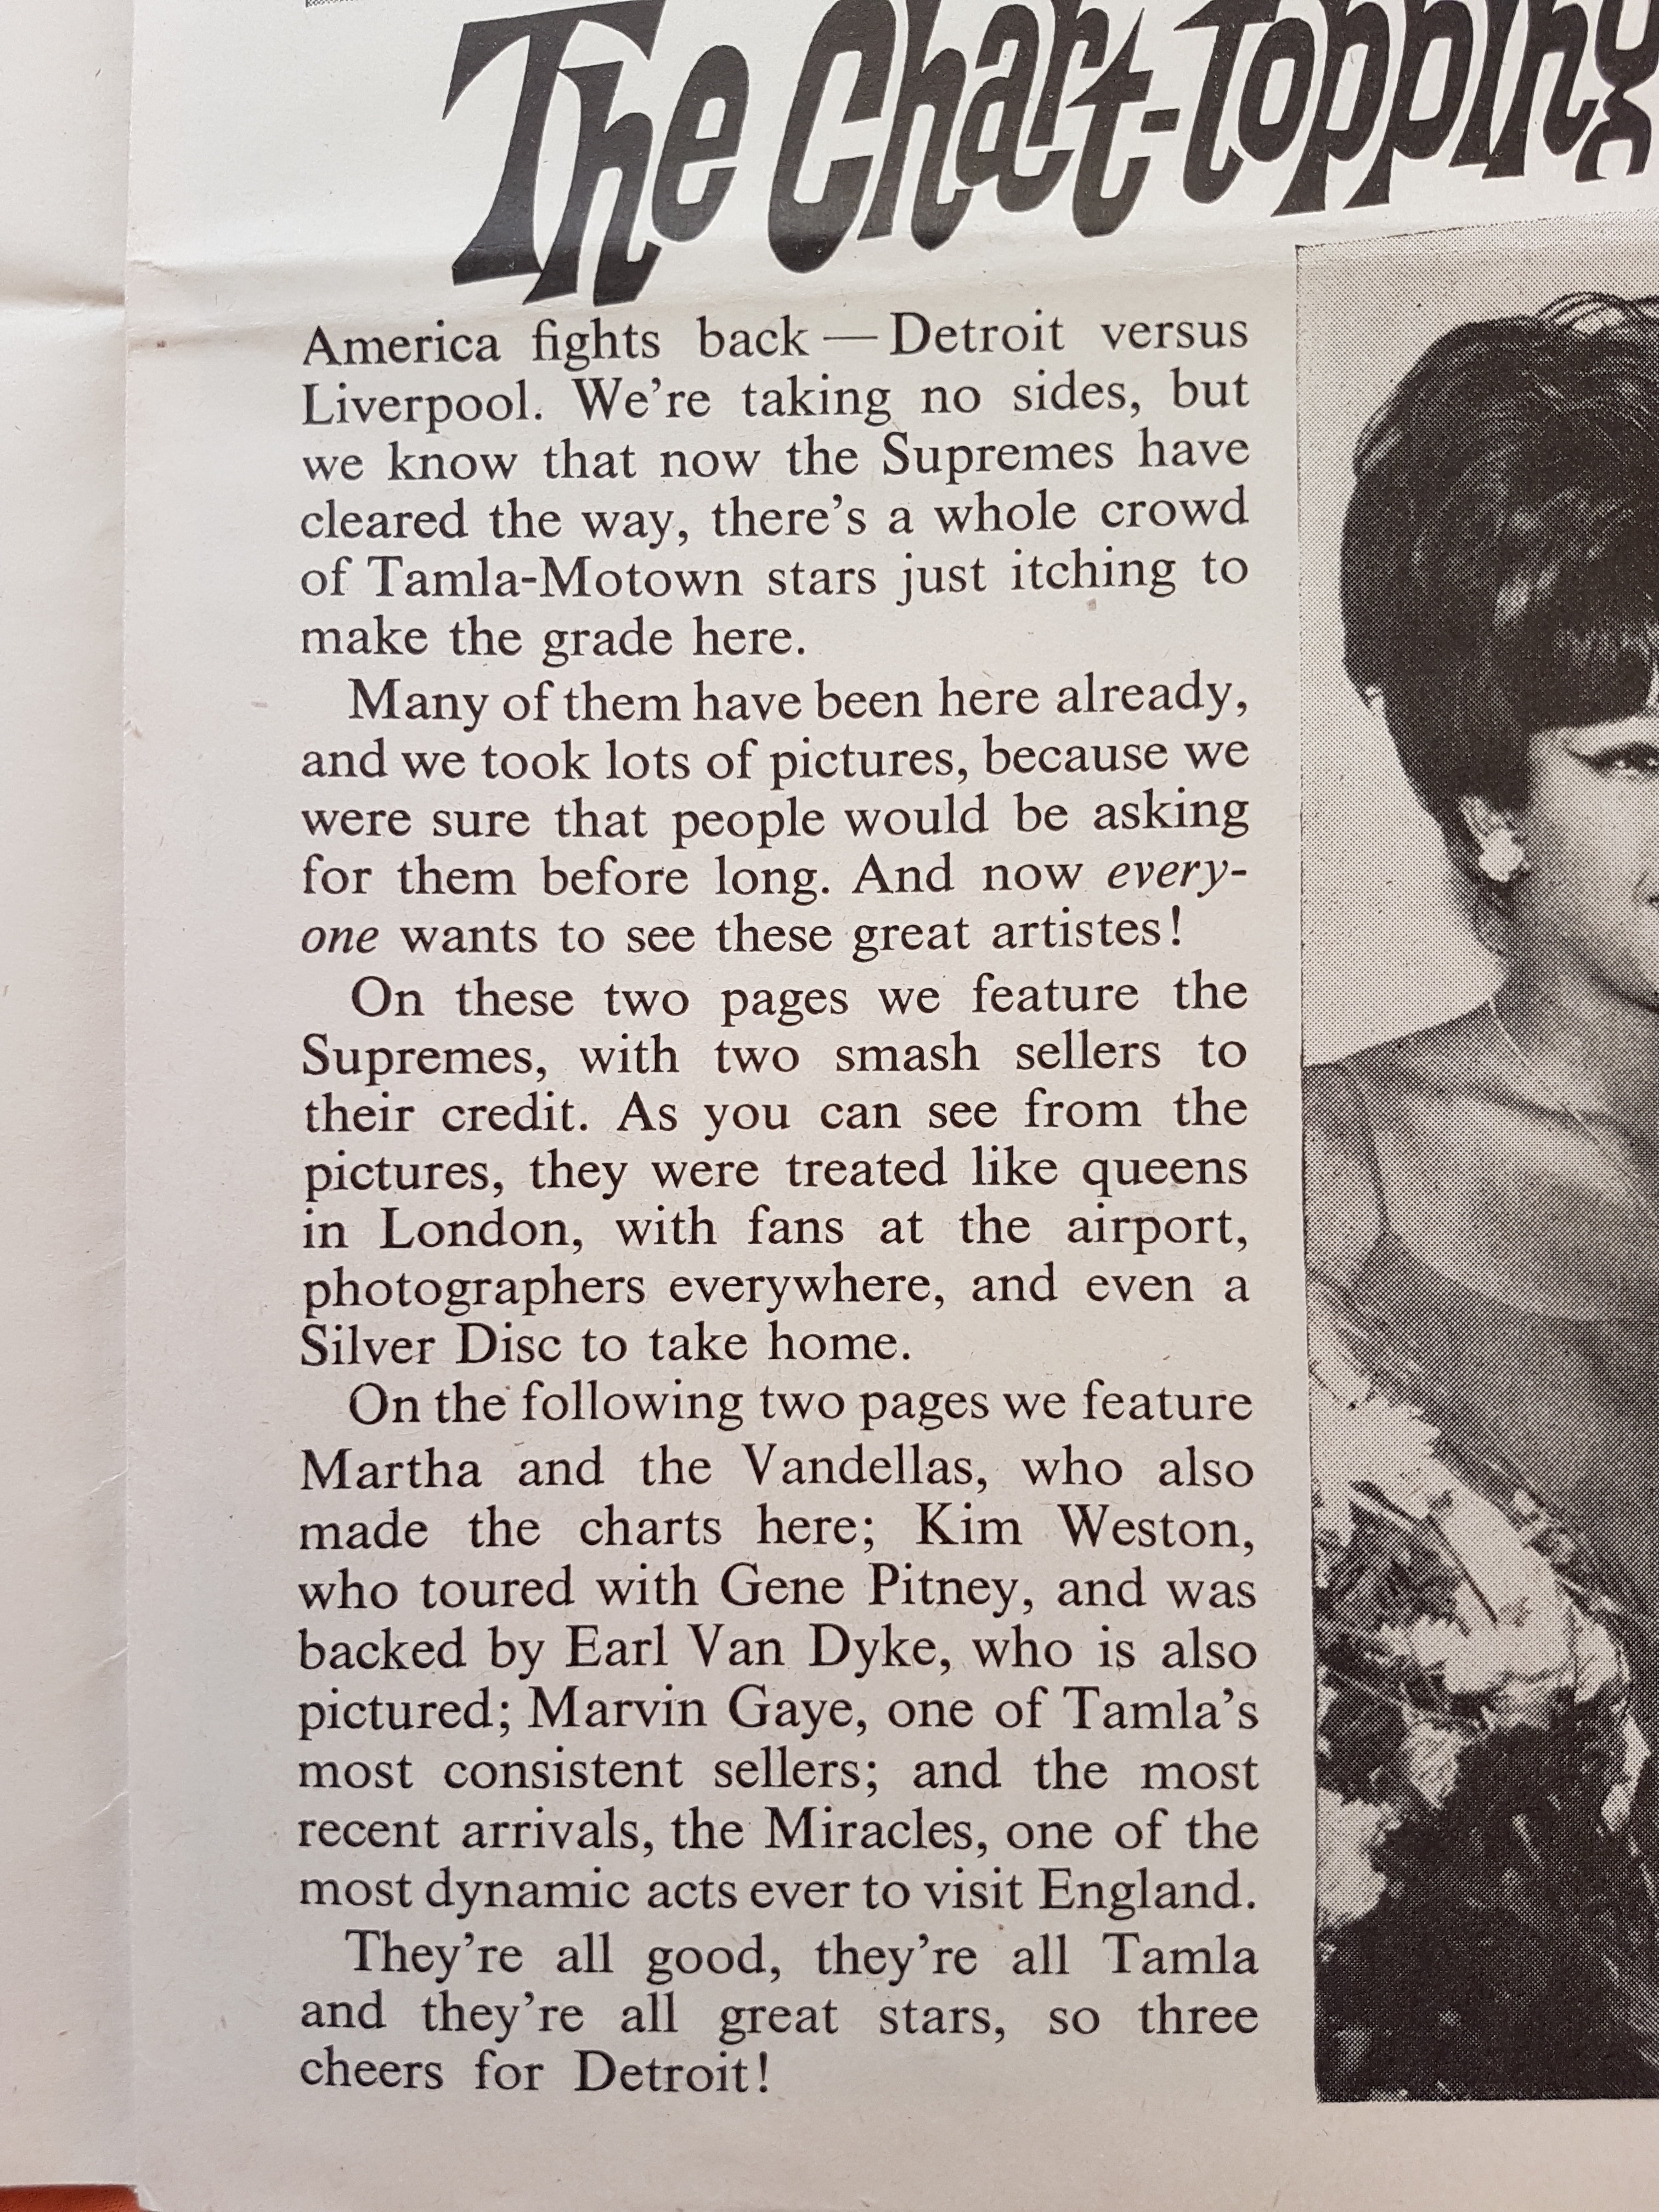 The Chart-topping
America fights back — Detroit versus
Liverpool. We're taking no sides, but
we know that now the Supremes have
cleared the way, there's a whole crowd
of Tamla-Motown stars just itching to
make the grade here.
Many of them have been here already,
and we took lots of pictures, because we
were sure that people would be asking
for them before long. And now every-
one wants to see these great artistes!
On these two pages we feature the
Supremes, with two smash sellers to
their credit. As you can see from the
pictures, they were treated like queens
in London, with fans at the airport,
photographers everywhere, and even a
Silver Disc to take home.
On the following two pages we feature
Martha and the Vandellas, who also
made the charts here; Kim Weston,
who toured with Gene Pitney, and was
backed by Earl Van Dyke, who is also
pictured; Marvin Gaye, one of Tamla's
most consistent sellers; and the most
recent arrivals, the Miracles, one of the
most dynamic acts ever to visit England.
They're all good, they're all Tamla
and they're all great stars, so three
cheers for Detroit!